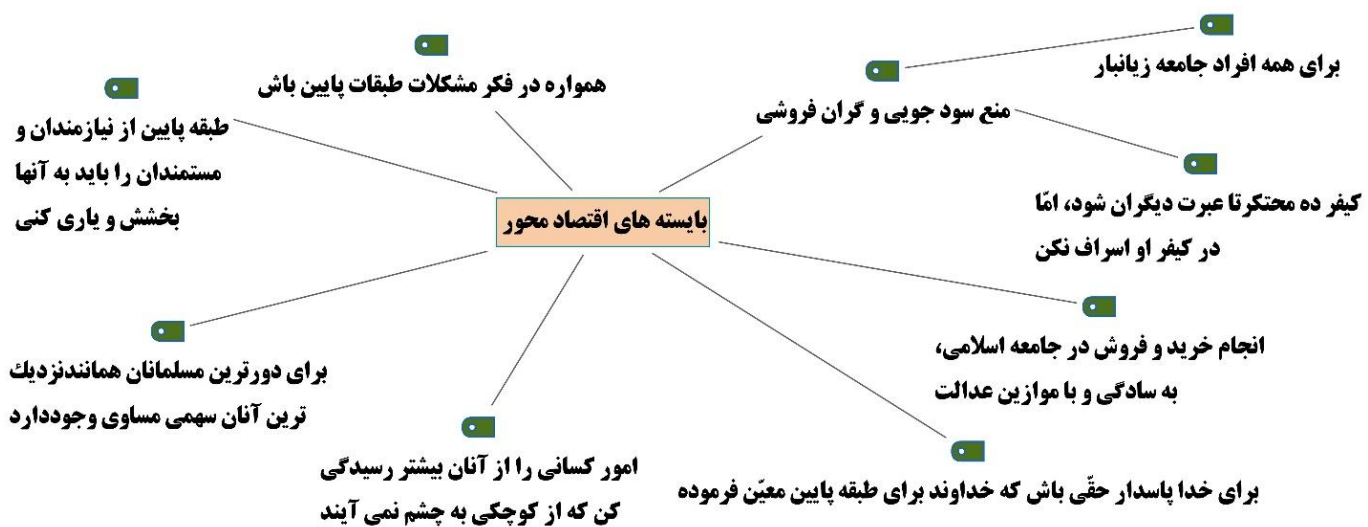 برای همه افراد جامعه زیانبار
منع سود جویی و گران فروشی
همواره در فکر مشکلات طبقات پایین باش
طبقه پایین از نیازمندان و
مستمندان را باید به آنها
بخشش و یاری کنی
کیفر ده محتکرتا عبرت دیگران شود، امّا
در کیفر او اسراف نکن
بایسته های اقتصاد محور
انجام خرید و فروش در جامعه اسلامی،
به سادگی و با موازین عدالت
برای دورترین مسلمانان همانندنزدیك
ترین آنان سهمی مساوی وجوددارد
امور کسانی را از آنان بیشتر رسیدگی
کن که از کوچکی به چشم نمی آیند
برای خدا پاسدار حقّی باش که خداوند برای طبقه پایین معیّن فرموده